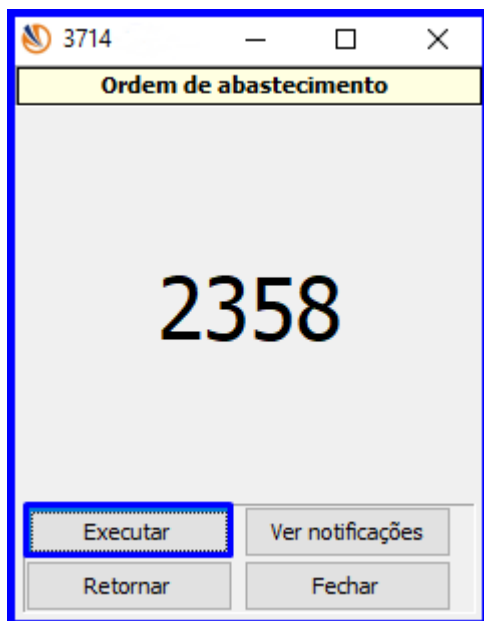 3714
Ordem de abastecimento
2358
Executar Ver notificações
Retornar Fechar